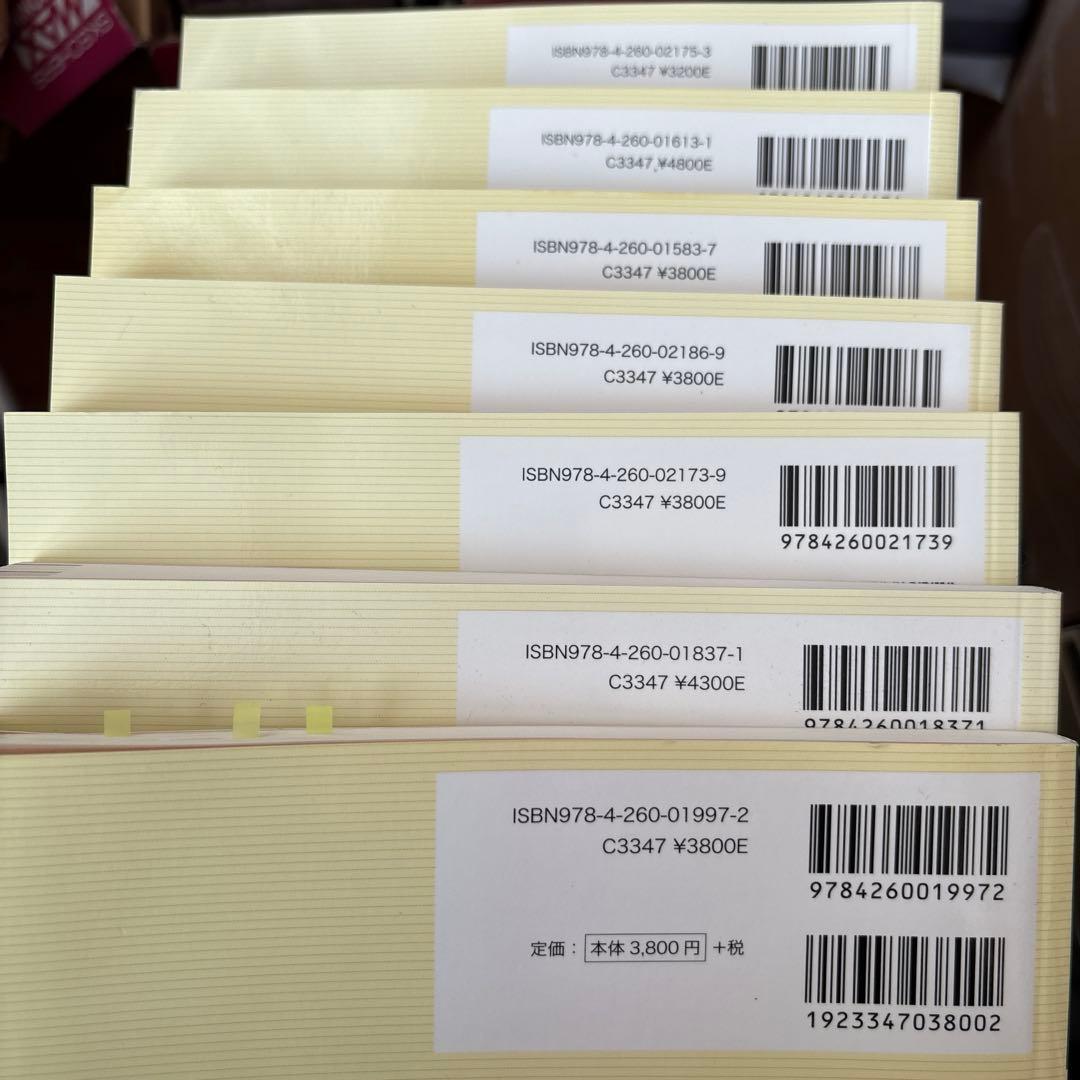 ISBN978-4-260-02175-3
C3347 ¥3200E
ISBN978-4-260-01613-1
C3347 ¥4800E
ISBN978-4-260-01583-7
C3347 ¥3800E
ISBN978-4-260-02186-9
C3347 ¥3800E
ISBN978-4-260-02173-9
C3347 ¥3800E
9784260021739
ISBN978-4-260-01837-1
C3347 ¥4300E
9784260018371
ISBN978-4-260-01997-2
C3347 ¥3800E
9784260019972
定価：本体 3,800 円 +税
1923347038002